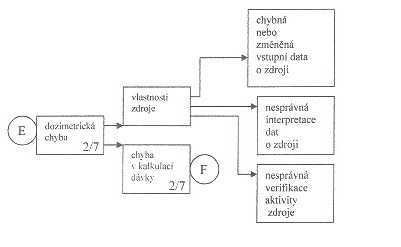 chybná
nebo
změněná
vstupní data
o zdroji
vlastnosti
zdroje
E
dozimetrická
chyba
2/7
nesprávná
interpretace
dat
o zdroji
chyba
v kalkulaci
dávky
2/7
F
nesprávná
verifikace
aktivity
zdroje